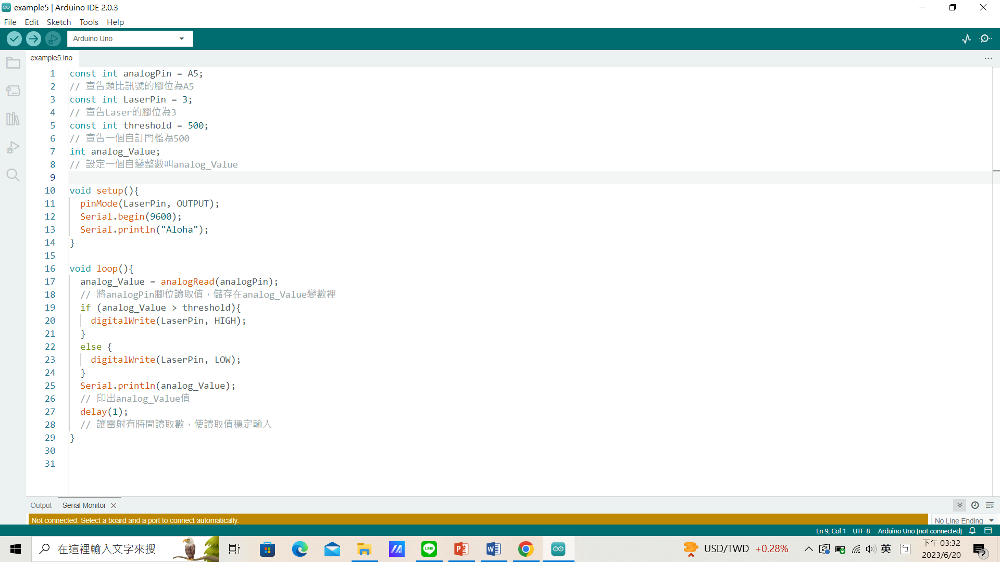 example5 | Arduino IDE 2.0.3
File Edit Sketch Tools Help
Arduino Uno
example5.ino
1 const int analogPin = A5;
2 // 宣告類比訊號的腳位為A5
3 const int LaserPin = 3;
4 // 宣告Laser的腳位為3
5 const int threshold = 500;
6 // 宣告一個自訂門檻為500
7 int analog_Value;
8 // 設定一個自變整數叫analog_Value
9
10 void setup(){
11 pinMode(LaserPin, OUTPUT);
12 Serial.begin(9600);
13 Serial.println("Aloha");
14 }
15
16 void loop(){
17 analog_Value = analogRead(analogPin);
18 // 將analogPin腳位讀取值，儲存在analog_Value變數裡
19 if (analog_Value > threshold){
20 digitalWrite(LaserPin, HIGH);
21 }
22 else {
23 digitalWrite(LaserPin, LOW);
24 }
25 Serial.println(analog_Value);
26 // 印出analog_Value值
27 delay(1);
28 // 讓雷射有時間讀取數，使讀取值穩定輸入
29 }
30
31
Output Serial Monitor
Not connected. Select a board and a port to connect automatically.
No Line Ending
Ln 9, Col 1 UTF-8 Arduino Uno [not connected]
在這裡輸入文字來搜
LINE
USD/TWD +0.28%
英
下午 03:32
2023/6/20
2